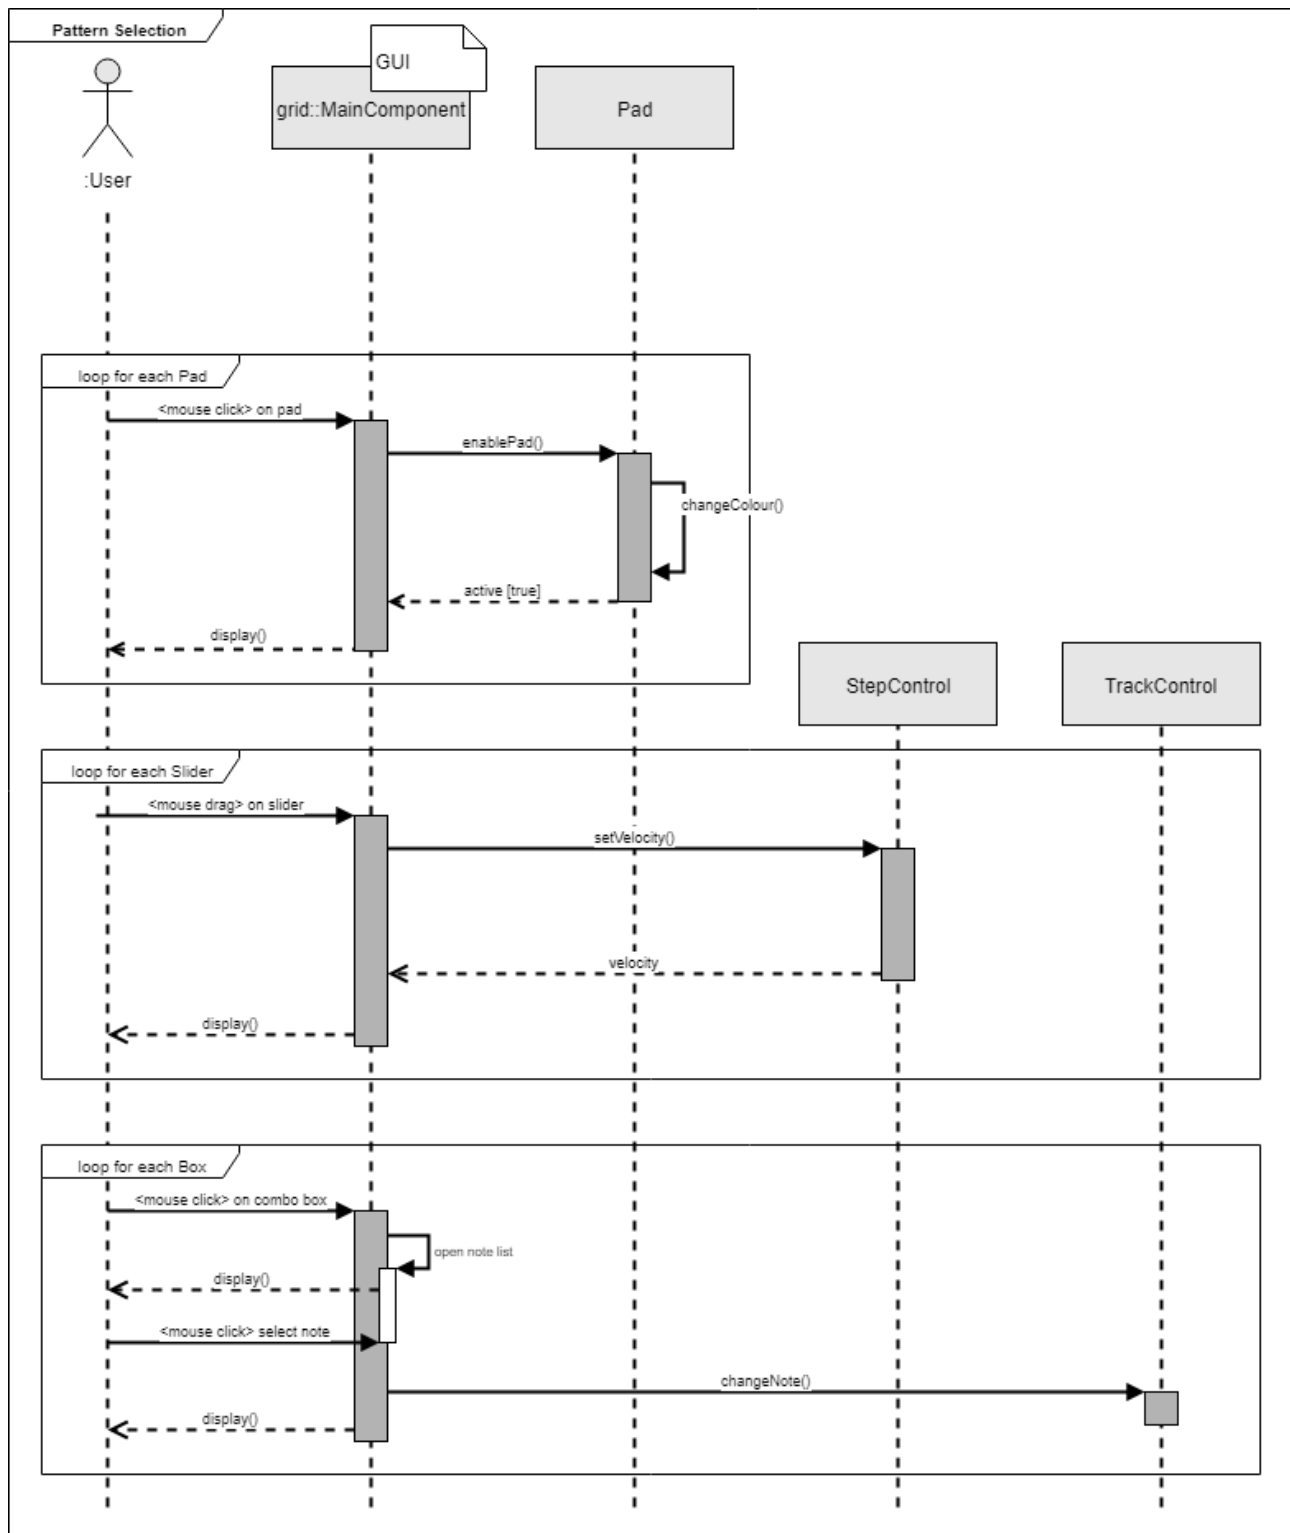 Pattern Selection
GUI
grid::MainComponent
Pad
:User
loop for each Pad
<mouse click> on pad
enablePad()
changeColour()
active [true]
display()
StepControl
TrackControl
loop for each Slider
<mouse drag> on slider
setVelocity()
velocity
display()
loop for each Box
<mouse click> on combo box
open note list
display()
<mouse click> select note
changeNote()
display()